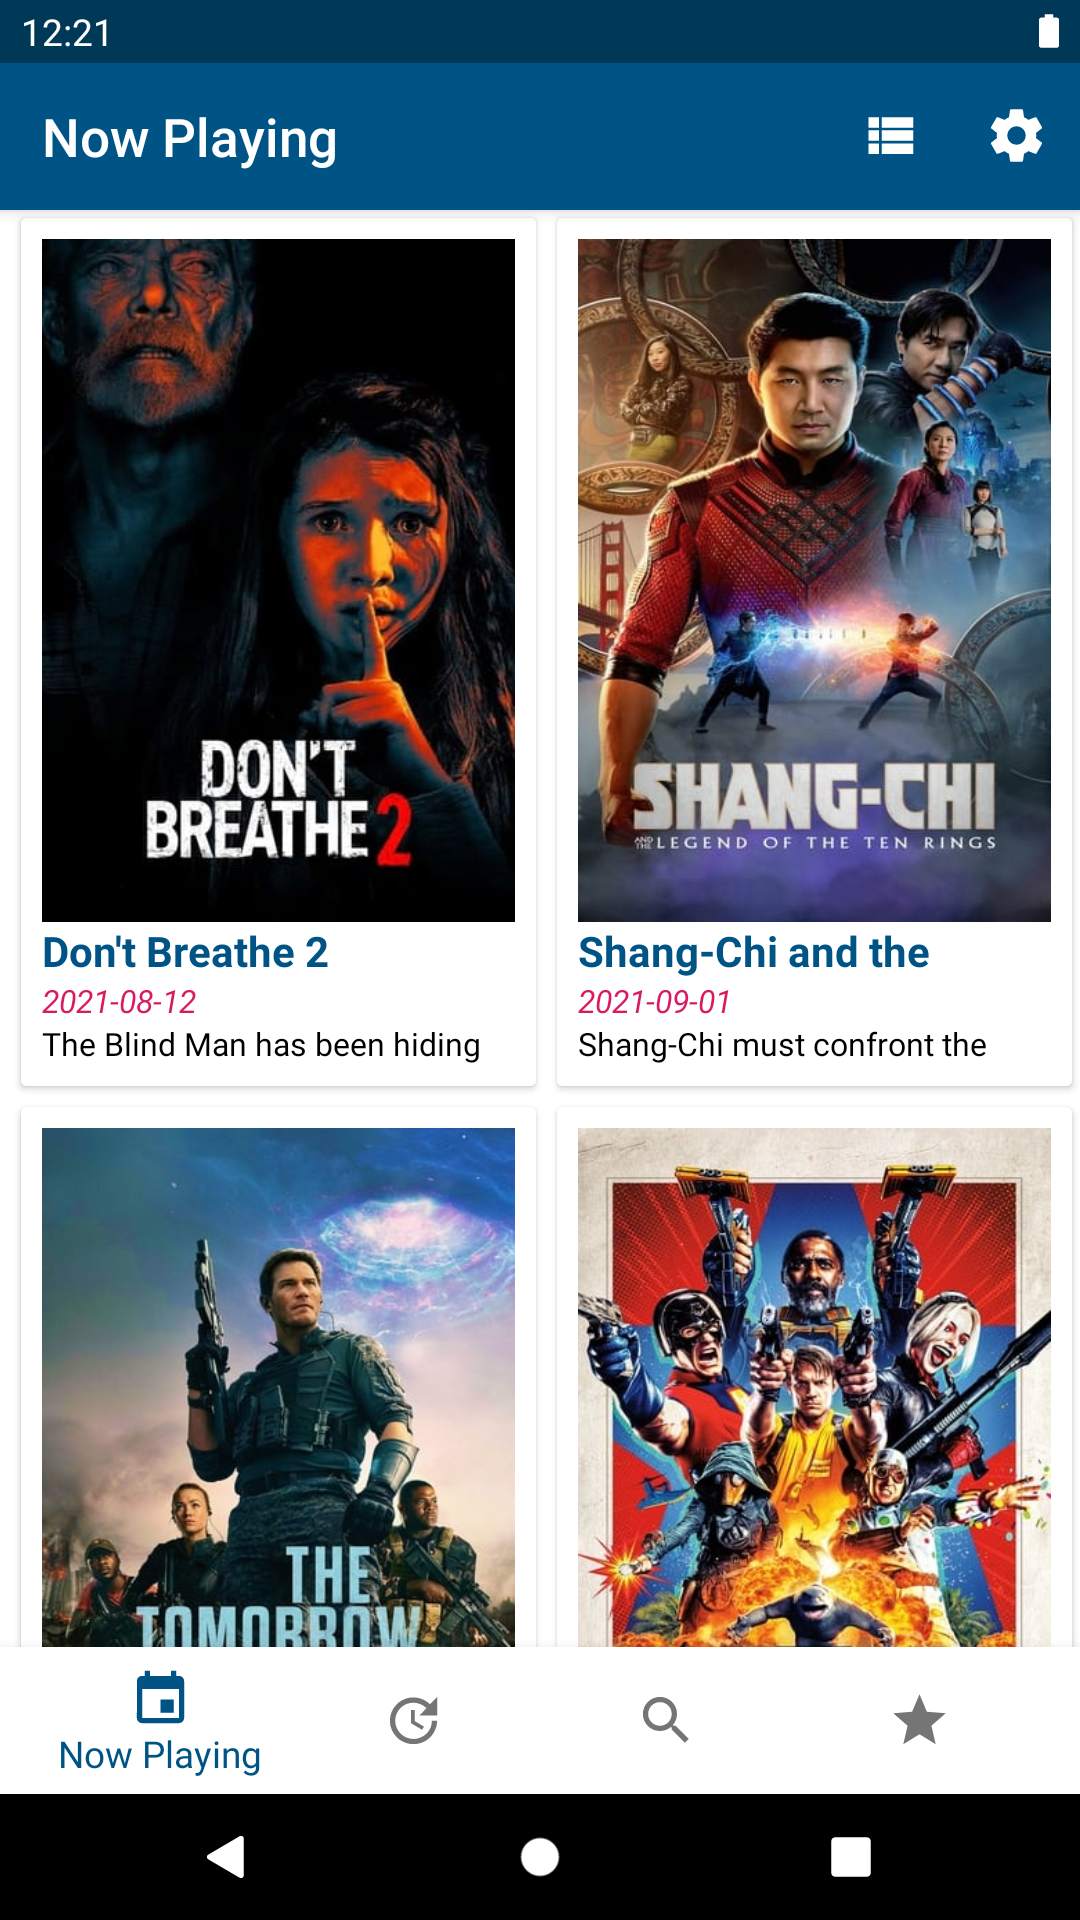 12:21
Now Playing
DON'T
BREATHE 2
SHANG-CHI
AND THE LEGEND OF THE TEN RINGS
Don't Breathe 2
2021-08-12
The Blind Man has been hiding
Shang-Chi and the
2021-09-01
Shang-Chi must confront the
THE
TOMORROW
Now Playing